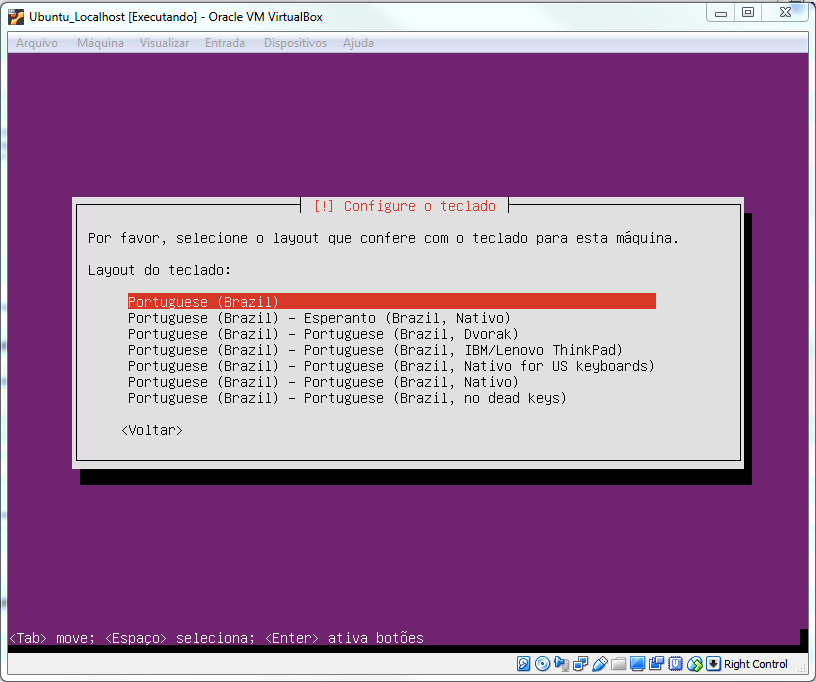 Ubuntu_Localhost [Executando] - Oracle VM VirtualBox
Arquivo Máquina Visualizar Entrada Dispositivos Ajuda
[!] Configure o teclado
Por favor, selecione o layout que confere com o teclado para esta máquina.
Layout do teclado:
Portuguese (Brazil)
Portuguese (Brazil) – Esperanto (Brazil, Nativo)
Portuguese (Brazil) – Portuguese (Brazil, Dvorak)
Portuguese (Brazil) – Portuguese (Brazil, IBM/Lenovo ThinkPad)
Portuguese (Brazil) – Portuguese (Brazil, Nativo for US keyboards)
Portuguese (Brazil) – Portuguese (Brazil, Nativo)
Portuguese (Brazil) – Portuguese (Brazil, no dead keys)
<Voltar>
<Tab> move; <Espaço> seleciona; <Enter> ativa botões
Right Control